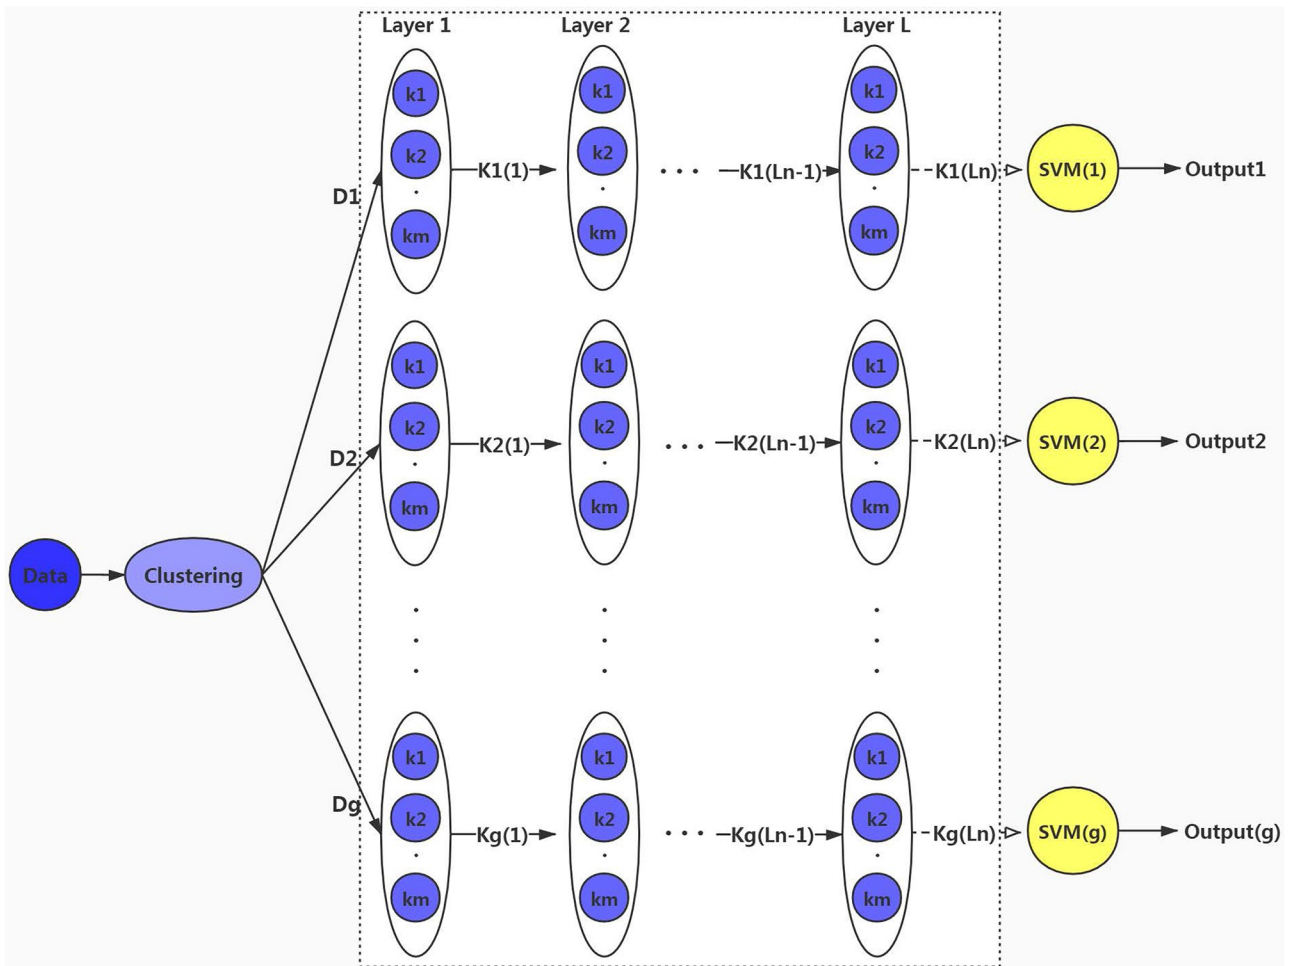 Layer 1 Layer 2 Layer L
k1 k1 k1
k2 k2 k2
D1 K1(1) K1(Ln-1) K1(Ln) SVM(1) Output1
km km km
k1 k1 k1
k2 k2 k2
D2 K2(1) K2(Ln-1) K2(Ln) SVM(2) Output2
km km km
Data Clustering
k1 k1 k1
k2 k2 k2
Dg Kg(1) Kg(Ln-1) Kg(Ln) SVM(g) Output(g)
km km km